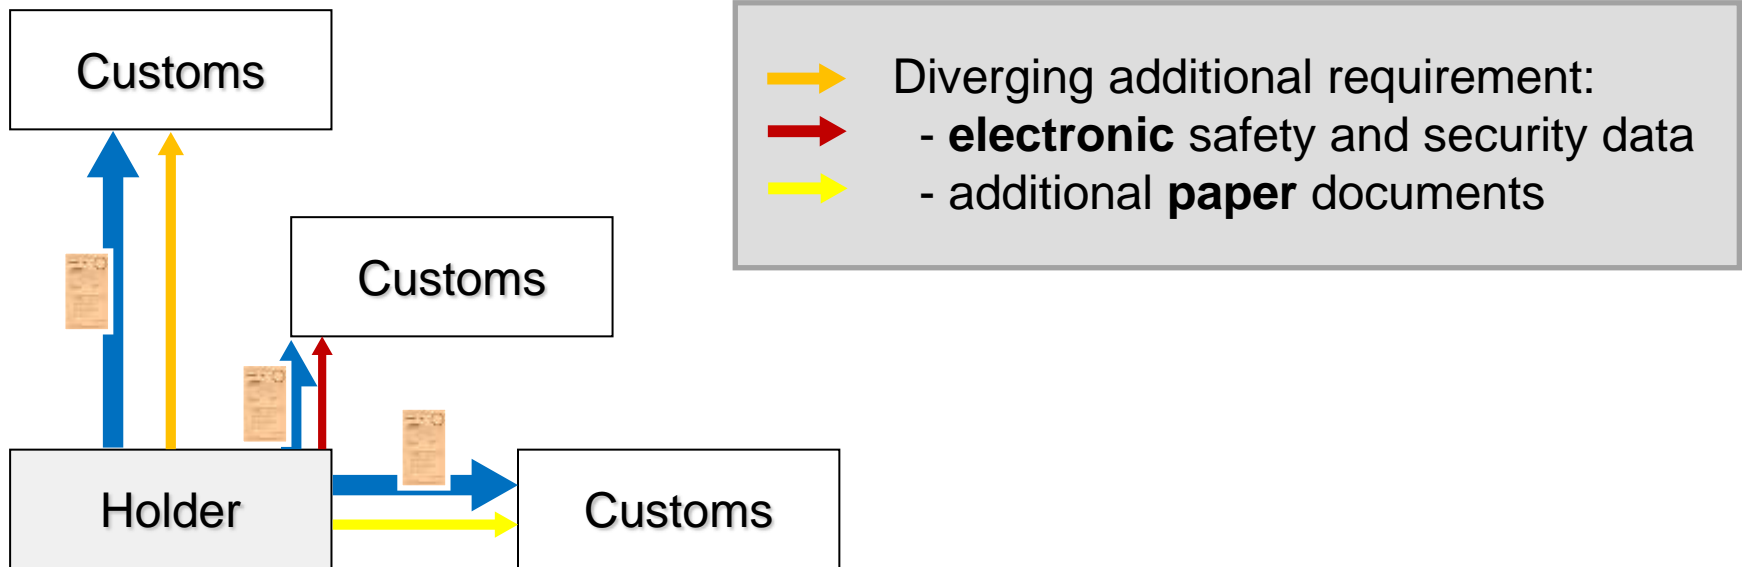 Customs
Diverging additional requirement:
- electronic safety and security data
- additional paper documents
Customs
Holder
Customs